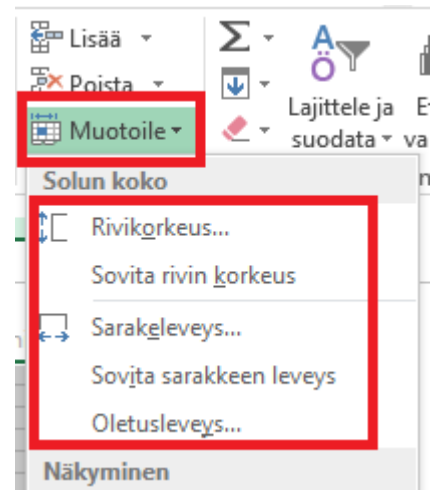 Lisää
Poista
Muotoile
Σ
A
Ö
Lajittele ja
suodata
Solun koko
Rivikorkeus...
Sovita rivin korkeus
Sarakeleveys...
Sovita sarakkeen leveys
Oletusleveys...
Näkyminen